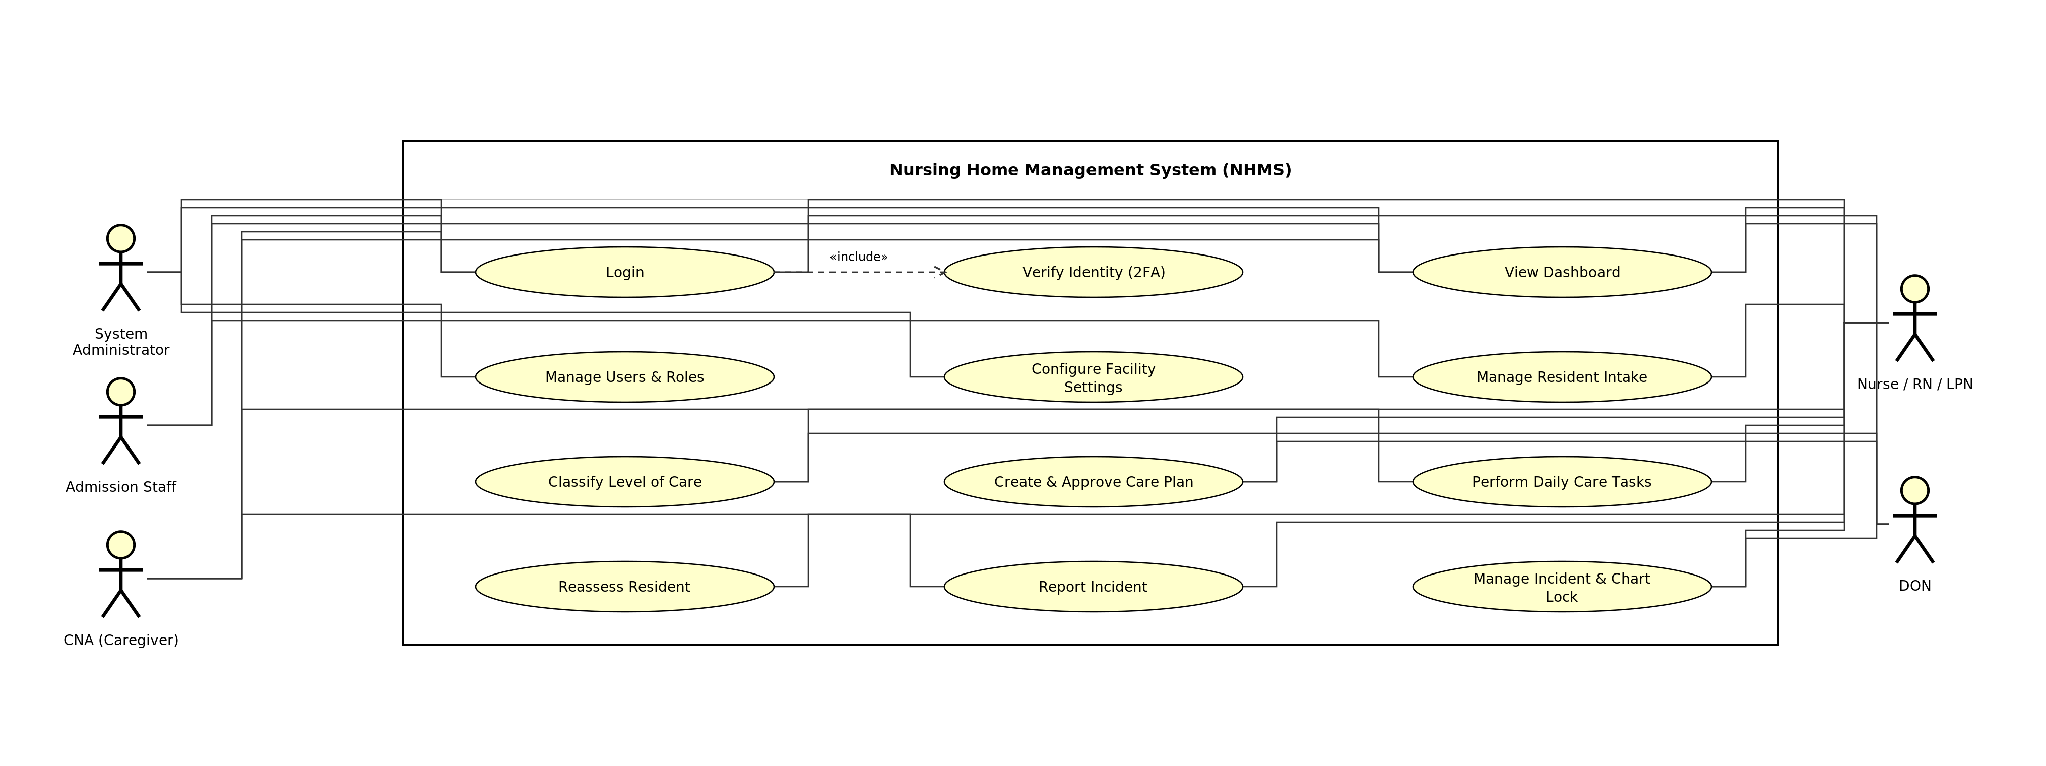 Nursing Home Management System (NHMS)
«include»
Login
Verify Identity (2FA)
View Dashboard
System
Administrator
Manage Users & Roles
Configure Facility
Settings
Manage Resident Intake
Nurse / RN / LPN
Admission Staff
Classify Level of Care
Create & Approve Care Plan
Perform Daily Care Tasks
Reassess Resident
Report Incident
Manage Incident & Chart
Lock
DON
CNA (Caregiver)